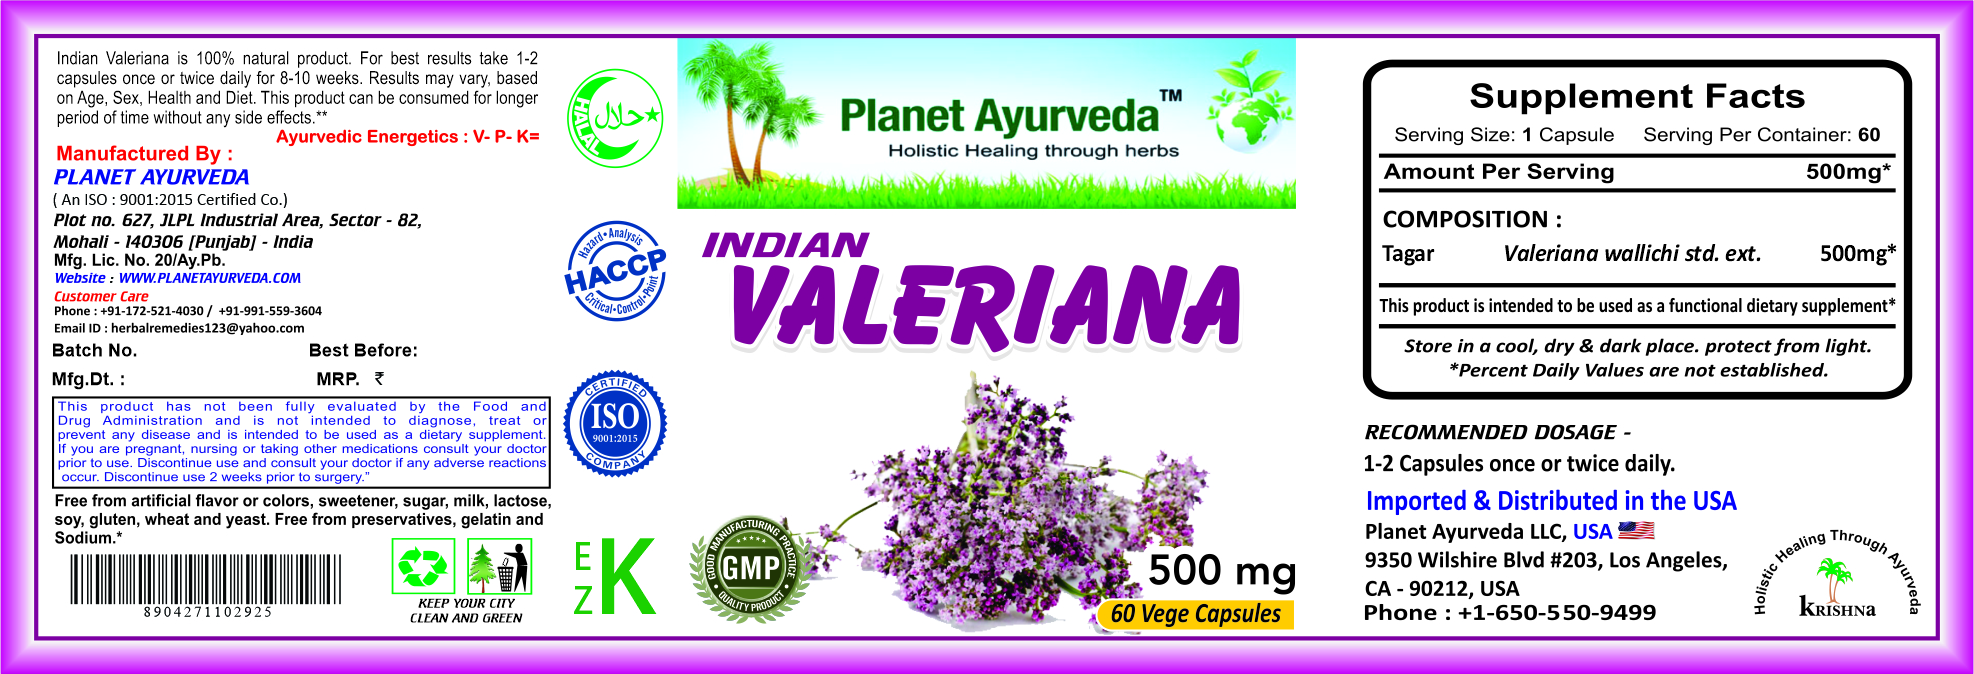 Indian Valeriana is 100% natural product. For best results take 1-2
capsules once or twice daily for 8-10 weeks. Results may vary, based
on Age, Sex, Health and Diet. This product can be consumed for longer
period of time without any side effects.**
Ayurvedic Energetics : V- P- K=
Manufactured By :
PLANET AYURVEDA
( An ISO : 9001:2015 Certified Co.)
Plot no. 627, JLPL Industrial Area, Sector - 82,
Mohali - 140306 [Punjab] - India
Mfg. Lic. No. 20/Ay.Pb.
Website : WWW.PLANETAYURVEDA.COM
Customer Care
Phone : +91-172-521-4030 / +91-991-559-3604
Email ID : herbalremedies123@yahoo.com
Batch No. Best Before:
Mfg.Dt. : MRP. ₹
This product has not been fully evaluated by the Food and
Drug Administration and is not intended to diagnose, treat or
prevent any disease and is intended to be used as a dietary supplement.
If you are pregnant, nursing or taking other medications consult your doctor
prior to use. Discontinue use and consult your doctor if any adverse reactions
occur. Discontinue use 2 weeks prior to surgery.”
Free from artificial flavor or colors, sweetener, sugar, milk, lactose,
soy, gluten, wheat and yeast. Free from preservatives, gelatin and
Sodium.*
8904271102925
KEEP YOUR CITY
CLEAN AND GREEN
حلال
HALAL
Hazard • Analysis
HACCP
Critical • Control • Point
CERTIFIED
ISO
9001:2015
COMPANY
EZK
Planet Ayurveda™
Holistic Healing through herbs
INDIAN
VALERIANA
GOOD MANUFACTURING PRACTICE
GMP
QUALITY PRODUCT
500 mg
60 Vege Capsules
Supplement Facts
Serving Size: 1 Capsule Serving Per Container: 60
Amount Per Serving 500mg*
COMPOSITION :
Tagar Valeriana wallichi std. ext. 500mg*
This product is intended to be used as a functional dietary supplement*
Store in a cool, dry & dark place. protect from light.
*Percent Daily Values are not established.
RECOMMENDED DOSAGE -
1-2 Capsules once or twice daily.
Imported & Distributed in the USA
Planet Ayurveda LLC, USA
9350 Wilshire Blvd #203, Los Angeles,
CA - 90212, USA
Phone : +1-650-550-9499
Holistic Healing Through Ayurveda
KRISHNa